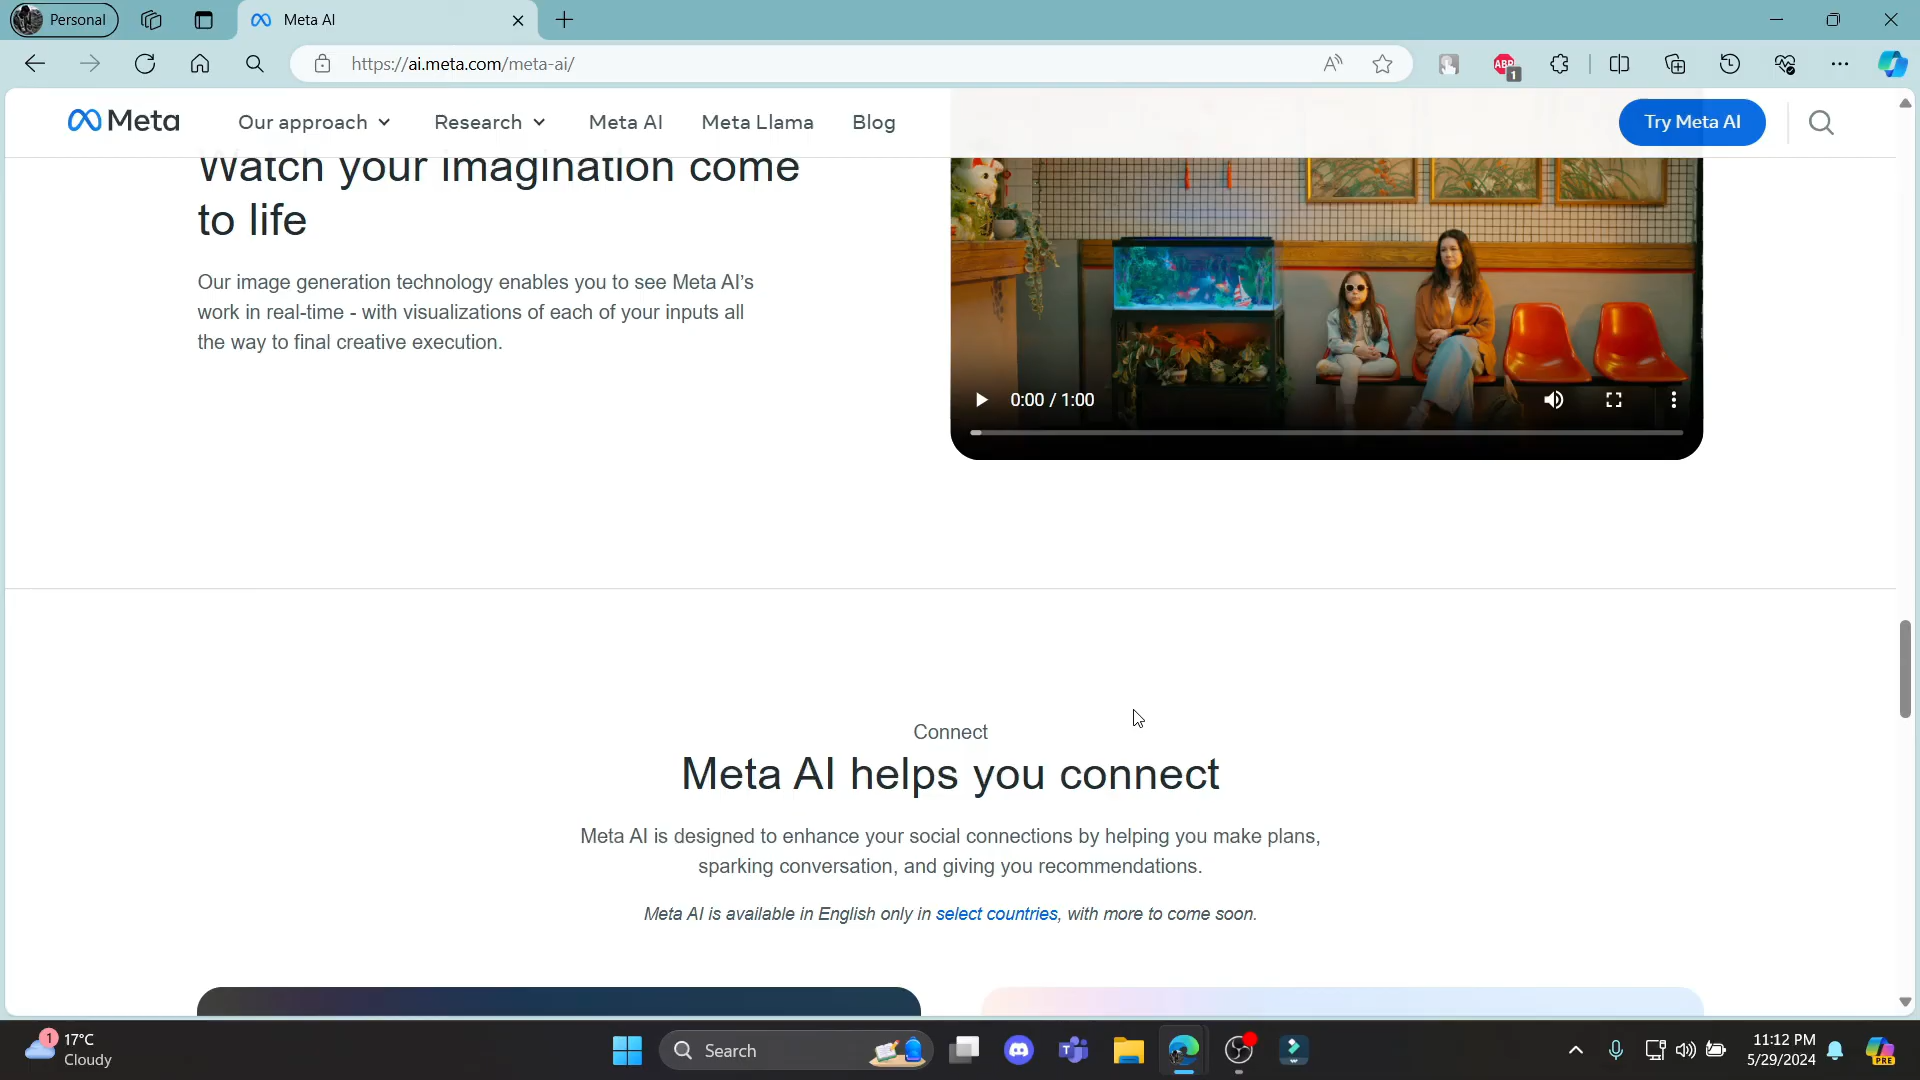 Personal
Meta AI
https://ai.meta.com/meta-ai/
ABP
1
Meta
Our approach
Research
Meta AI
Meta Llama
Blog
Try Meta AI
Watch your imagination come
to life
Our image generation technology enables you to see Meta AI's
work in real-time - with visualizations of each of your inputs all
the way to final creative execution.
0:00 / 1:00
Connect
Meta AI helps you connect
Meta AI is designed to enhance your social connections by helping you make plans,
sparking conversation, and giving you recommendations.
Meta AI is available in English only in select countries, with more to come soon.
1
17°C
Cloudy
Search
11:12 PM
5/29/2024
PRE